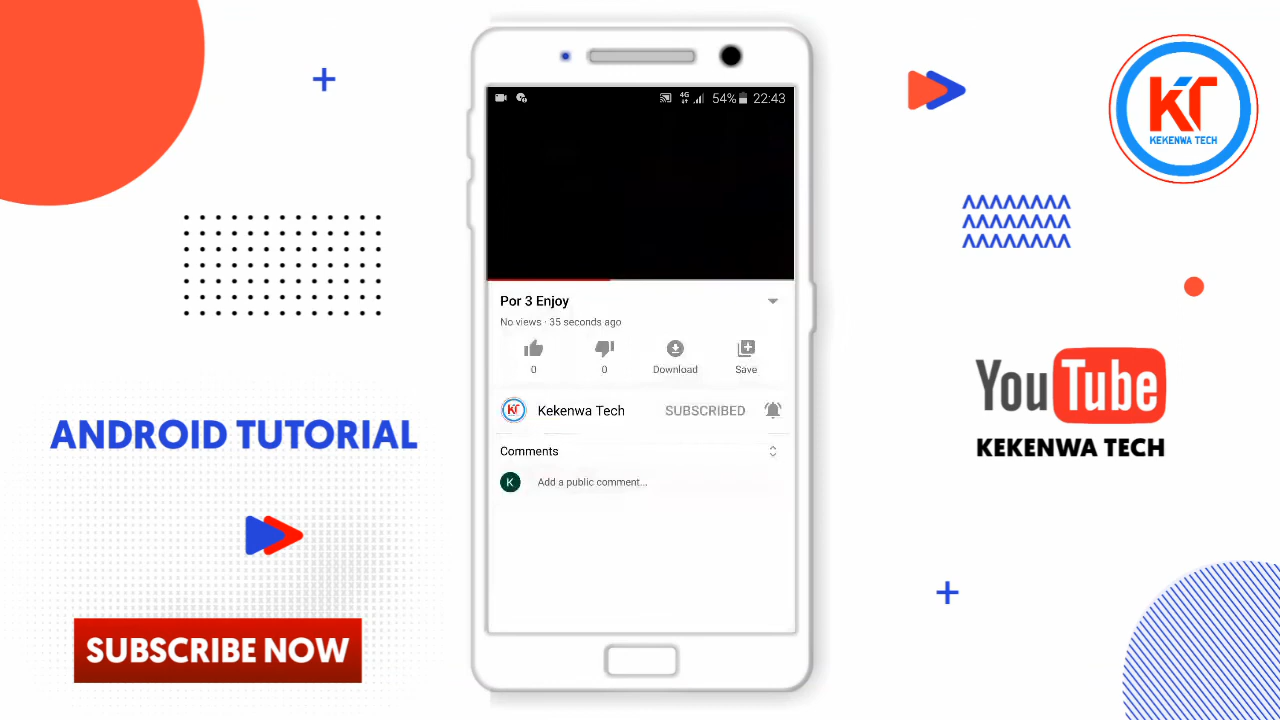 4G 54% 22:43
KT
KEKENWA TECH
Por 3 Enjoy
No views · 35 seconds ago
0 0 Download Save
KT Kekenwa Tech SUBSCRIBED
Comments
K Add a public comment...
ANDROID TUTORIAL
SUBSCRIBE NOW
YouTube
KEKENWA TECH